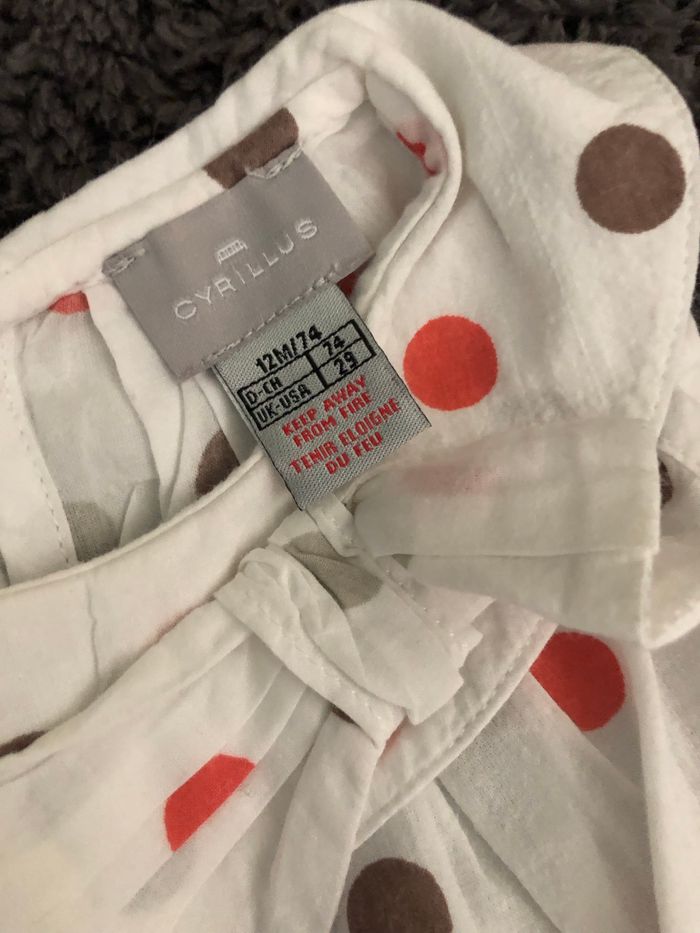 CYRILLUS
12M/74
D-CH 74
UK-USA 29
KEEP AWAY
FROM FIRE
TENIR ELOIGNE
DU FEU